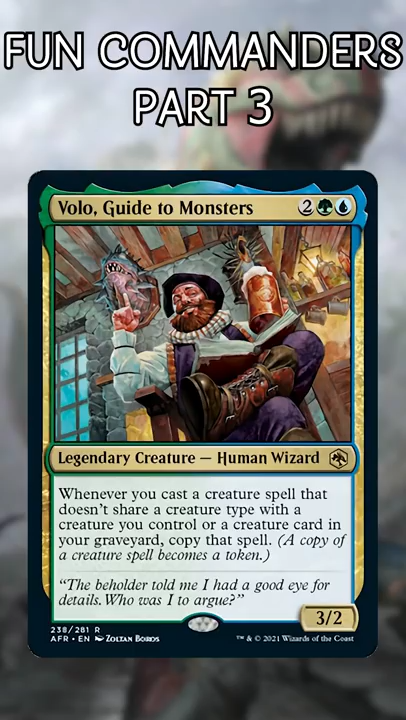 FUN COMMANDERS
PART 3
Volo, Guide to Monsters 2
Legendary Creature — Human Wizard
Whenever you cast a creature spell that
doesn't share a creature type with a
creature you control or a creature card in
your graveyard, copy that spell. (A copy of
a creature spell becomes a token.)
"The beholder told me I had a good eye for
details. Who was I to argue?"
3/2
238/281 R
AFR • EN Zoltan Boros
™ & © 2021 Wizards of the Coast